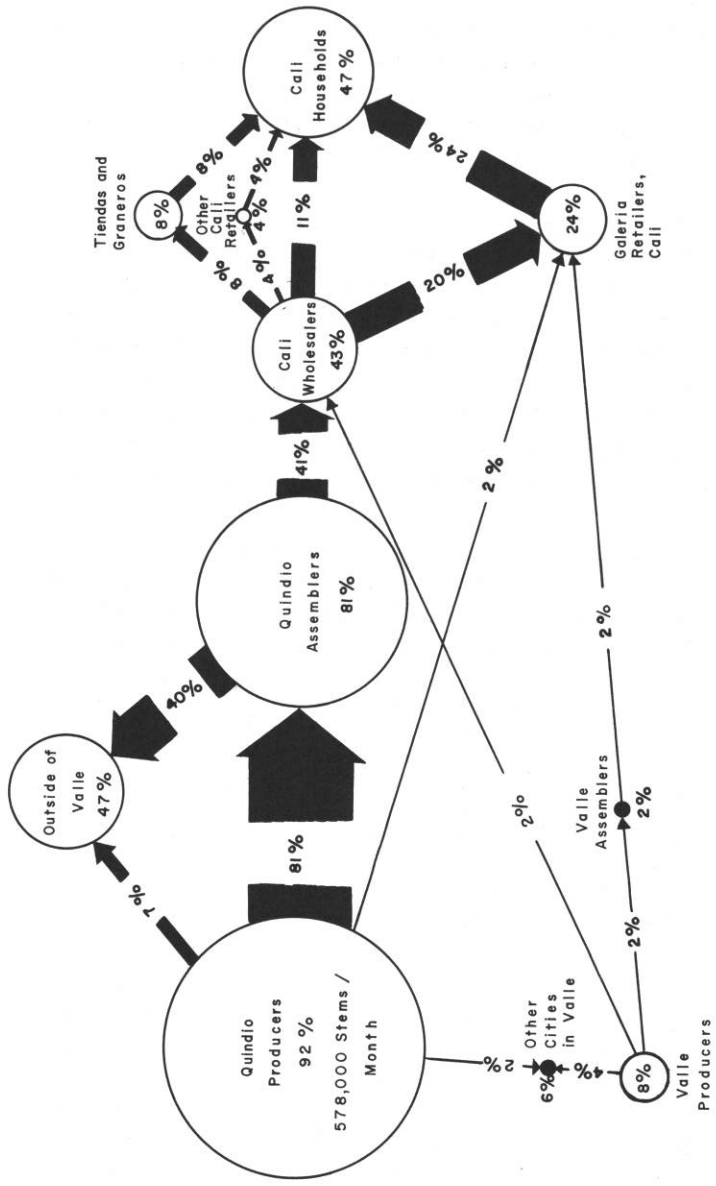 Quindio
Producers
92 %
578,000 Stems /
Month
7%
Outside of
Valle
47%
81%
40%
Quindio
Assemblers
81%
41%
Cali
Wholesalers
43%
8%
Tiendas and
Graneros
8%
8%
4%
Other
Cali
Retailers
4%
4%
11%
Cali
Households
47%
20%
24%
24%
Galeria
Retailers,
Cali
2%
2%
2%
Other
Cities
in Valle
6%
4%
8%
Valle
Producers
2%
Valle
Assemblers
2%
2%